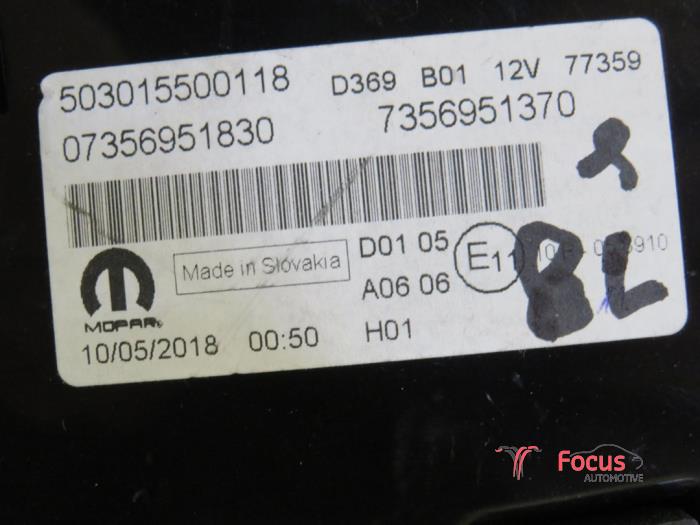 503015500118 D369 B01 12V 77359
07356951830 7356951370
Made in Slovakia D01 05 E11
A06 06
MOPAR®
10/05/2018 00:50 H01
BL
Focus
AUTOMOTIVE